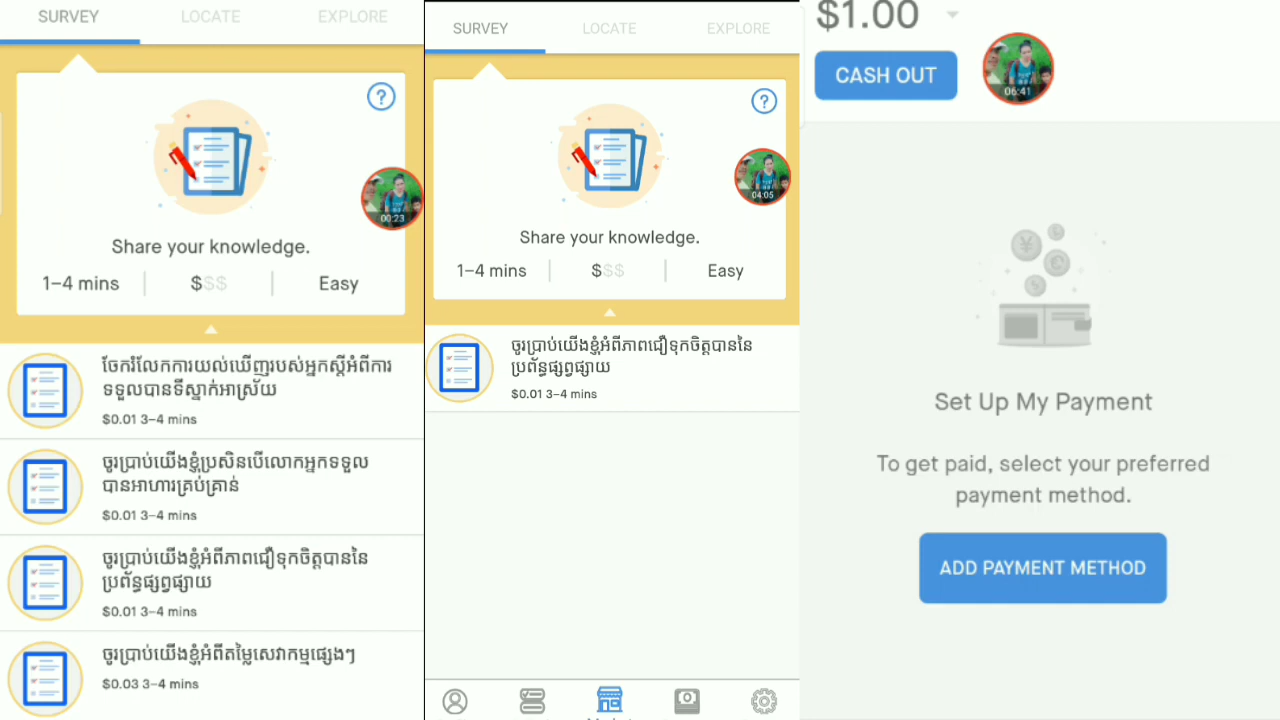 SURVEY
LOCATE
EXPLORE
?
00:23
Share your knowledge.
1–4 mins
$$$
Easy
ចែករំលែកការយល់ឃើញរបស់អ្នកស្តីអំពីការ
ទទួលបានទីស្នាក់អាស្រ័យ
$0.01 3–4 mins
ចូរប្រាប់យើងខ្ញុំប្រសិនបើលោកអ្នកទទួល
បានអាហារគ្រប់គ្រាន់
$0.01 3–4 mins
ចូរប្រាប់យើងខ្ញុំអំពីភាពជឿទុកចិត្តបាននៃ
ប្រព័ន្ធផ្សព្វផ្សាយ
$0.01 3–4 mins
ចូរប្រាប់យើងខ្ញុំអំពីតម្លៃសេវាកម្មផ្សេងៗ
$0.03 3–4 mins
SURVEY
LOCATE
EXPLORE
?
04:05
Share your knowledge.
1–4 mins
$$$
Easy
ចូរប្រាប់យើងខ្ញុំអំពីភាពជឿទុកចិត្តបាននៃ
ប្រព័ន្ធផ្សព្វផ្សាយ
$0.01 3–4 mins
$1.00
CASH OUT
06:41
Set Up My Payment
To get paid, select your preferred
payment method.
ADD PAYMENT METHOD